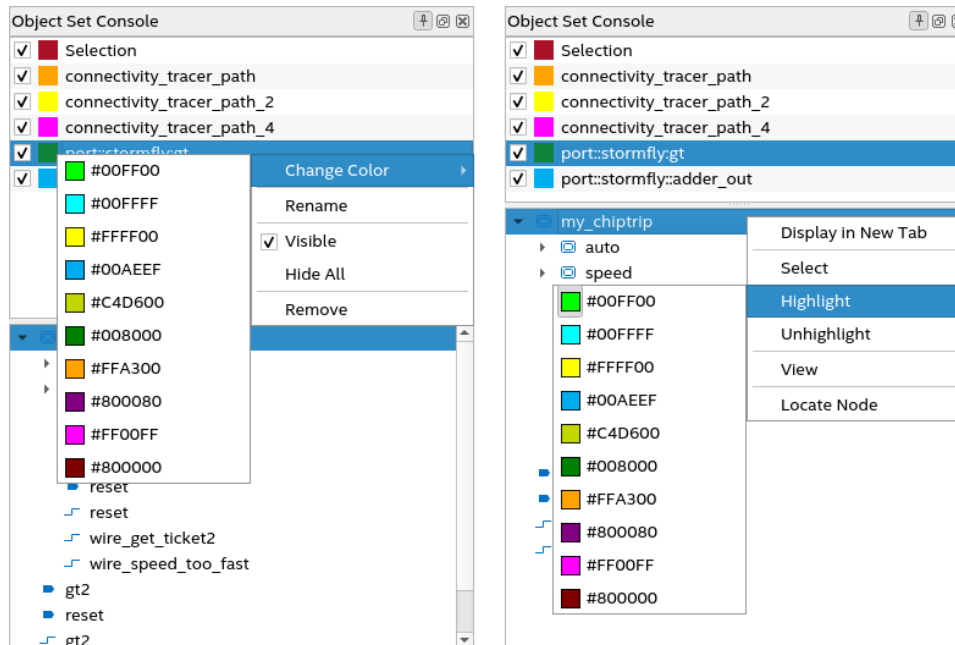 Object Set Console
Selection
connectivity_tracer_path
connectivity_tracer_path_2
connectivity_tracer_path_4
port::stormfly:gt
#00FF00
#00FFFF
#FFFF00
#00AEEF
#C4D600
#008000
#FFA300
#800080
#FF00FF
#800000
Change Color
Rename
Visible
Hide All
Remove
reset
reset
wire_get_ticket2
wire_speed_too_fast
gt2
reset
gt2
Object Set Console
Selection
connectivity_tracer_path
connectivity_tracer_path_2
connectivity_tracer_path_4
port::stormfly:gt
port::stormfly::adder_out
my_chiptrip
auto
speed
#00FF00
#00FFFF
#FFFF00
#00AEEF
#C4D600
#008000
#FFA300
#800080
#FF00FF
#800000
Display in New Tab
Select
Highlight
Unhighlight
View
Locate Node